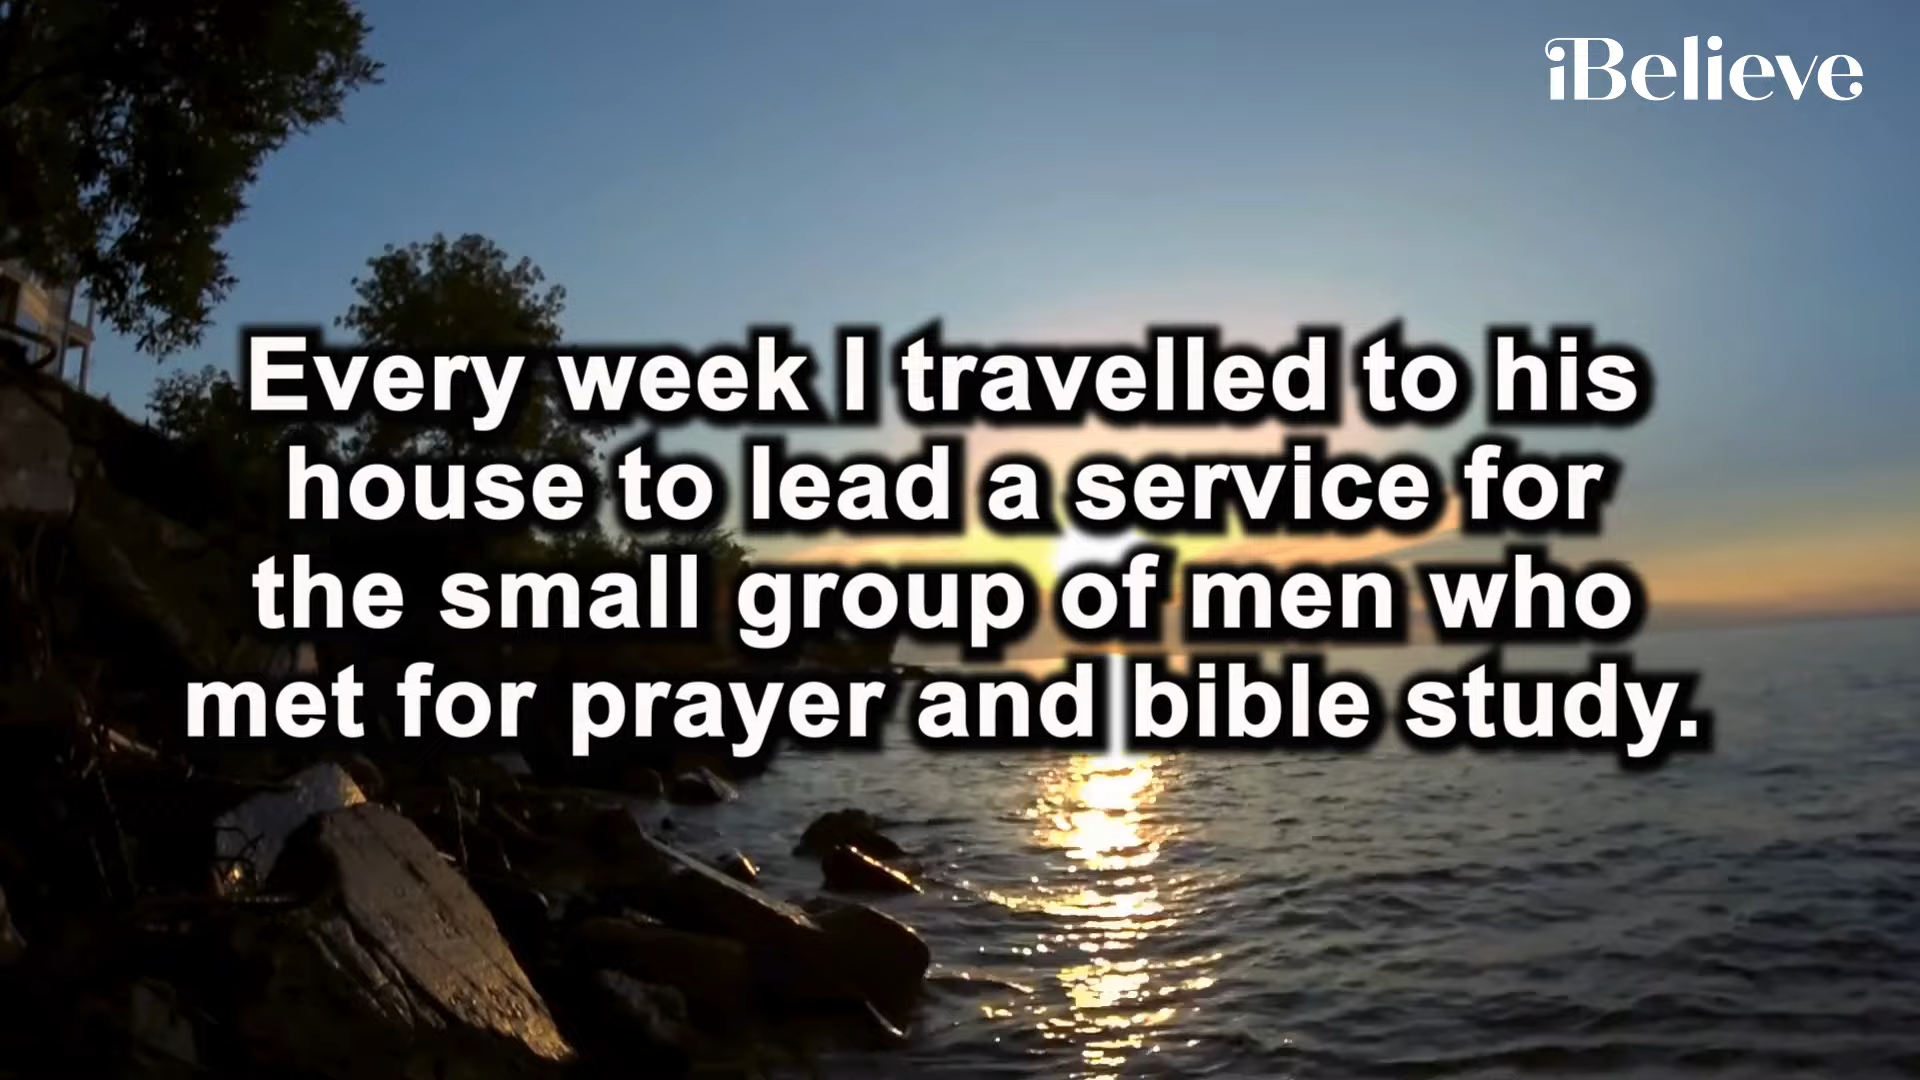 iBelieve
Every week I travelled to his
house to lead a service for
the small group of men who
met for prayer and bible study.